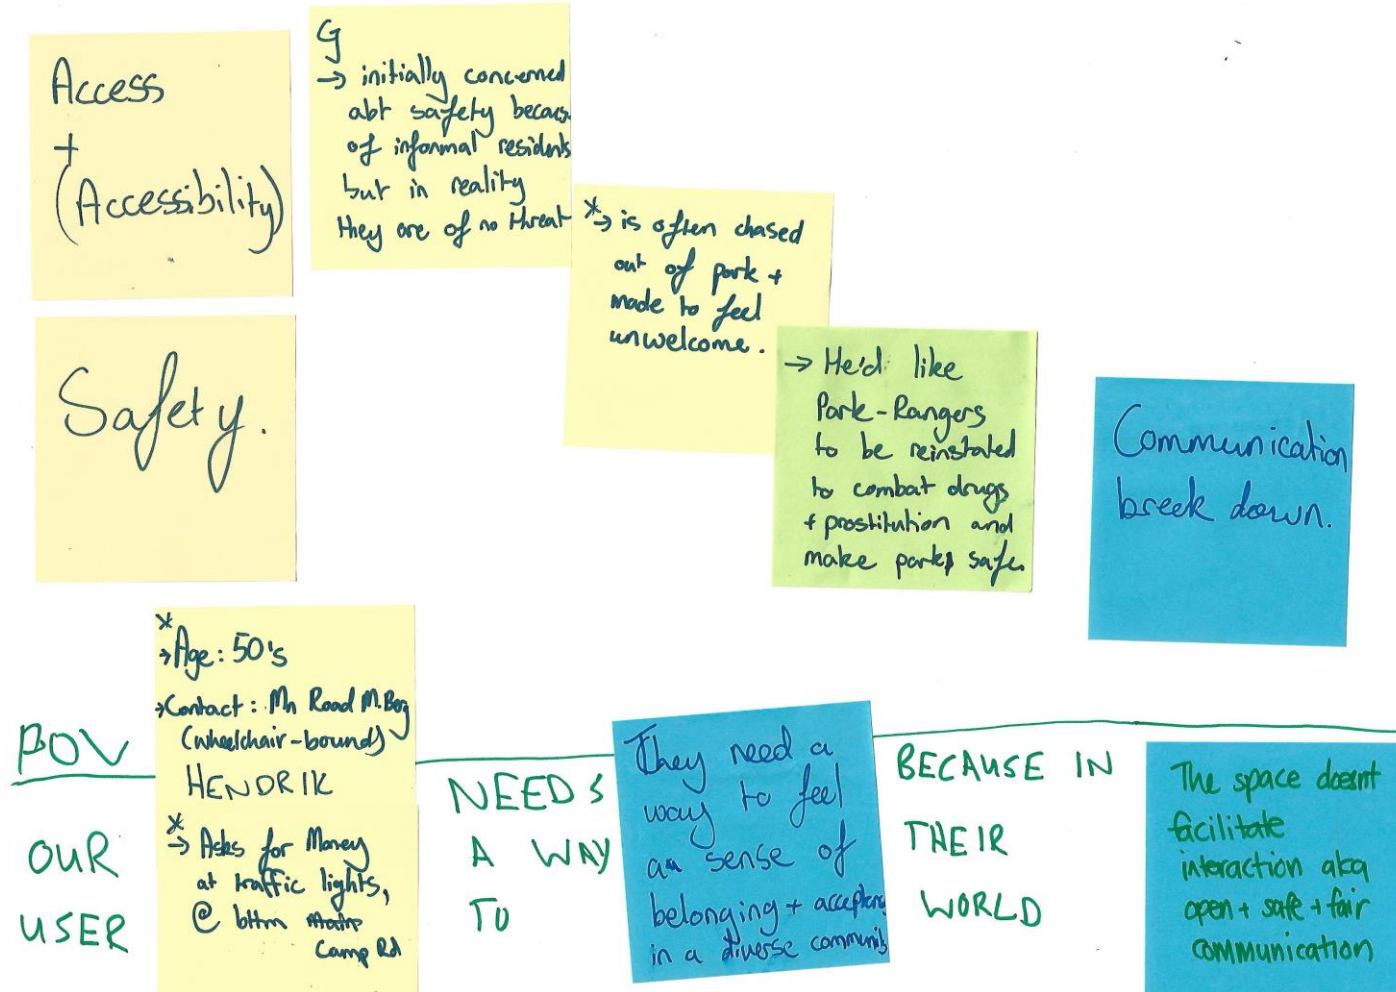 Access
+
(Accessibility)
G
→ initially concerned
abt safety becaus
of informal residents
but in reality
they are of no threat
*→ is often chased
out of park +
made to feel
unwelcome.
→ He'd like
Park-Rangers
to be reinstated
to combat drugs
+ prostitution and
make park safe.
Safety.
Communication
break down.
POV
OUR
USER
*
→Age: 50's
→Contact: Mn Road M.Berg
(wheelchair-bound)
HENDRIK
*
→ Asks for Money
at traffic lights,
@ bttm
Camp Rd
NEEDS
A WAY
TO
They need a
way to feel
a sense of
belonging +
in a diverse community
BECAUSE IN
THEIR
WORLD
The space doesnt
facilitate
interaction aka
open + safe + fair
communication